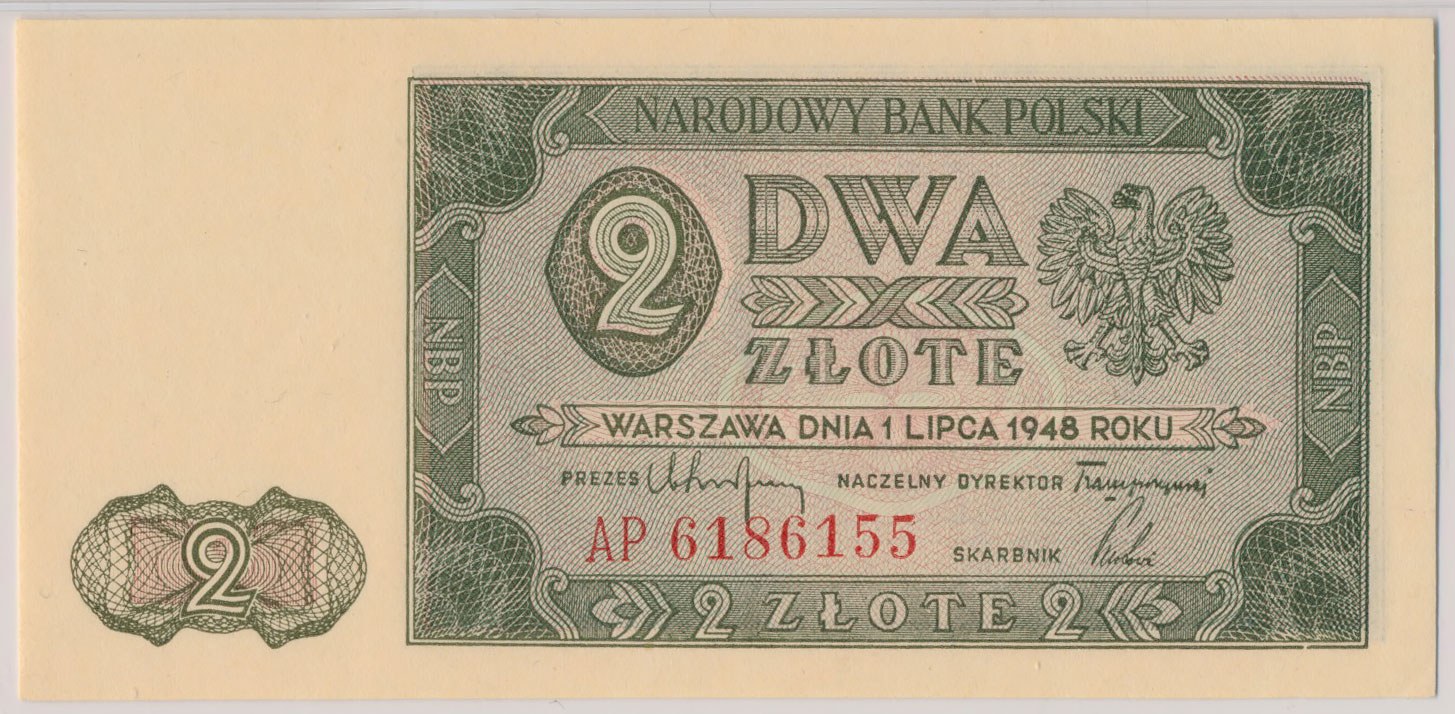 NARODOWY BANK POLSKI
2 DWA
ZŁOTE
NBP
NBP
WARSZAWA DNIA 1 LIPCA 1948 ROKU
PREZES NACZELNY DYREKTOR
AP 6186155 SKARBNIK
2
2 ZŁOTE 2